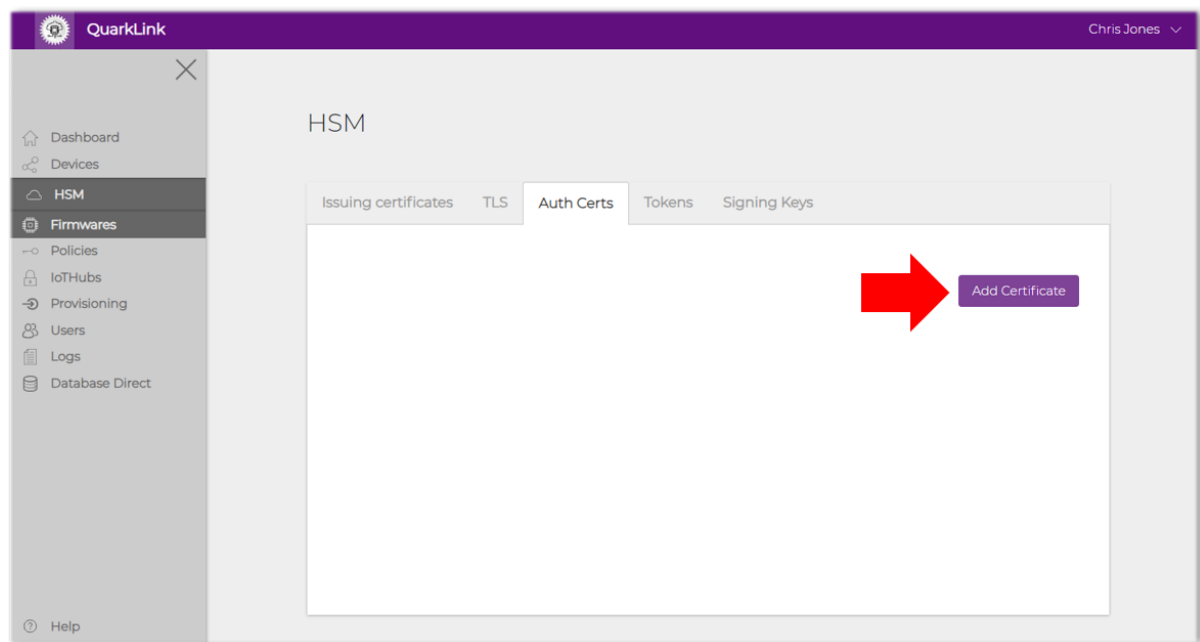 QuarkLink
Chris Jones
Dashboard
Devices
HSM
Firmwares
Policies
IoTHubs
Provisioning
Users
Logs
Database Direct
Help
HSM
Issuing certificates TLS Auth Certs Tokens Signing Keys
Add Certificate